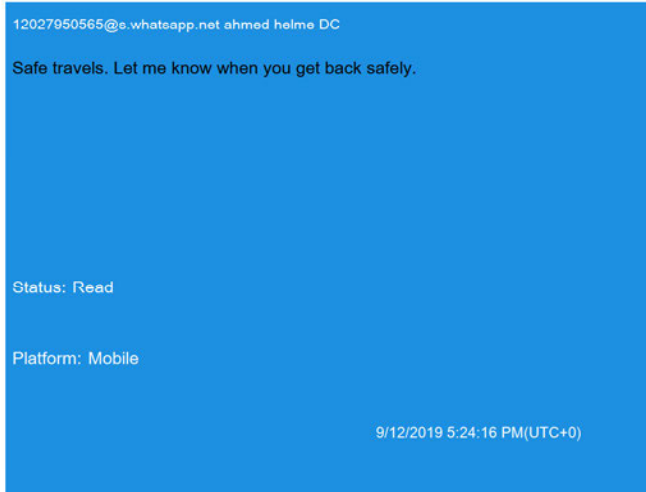 12027950565@s.whatsapp.net ahmed helme DC
Safe travels. Let me know when you get back safely.
Status: Read
Platform: Mobile
9/12/2019 5:24:16 PM(UTC+0)